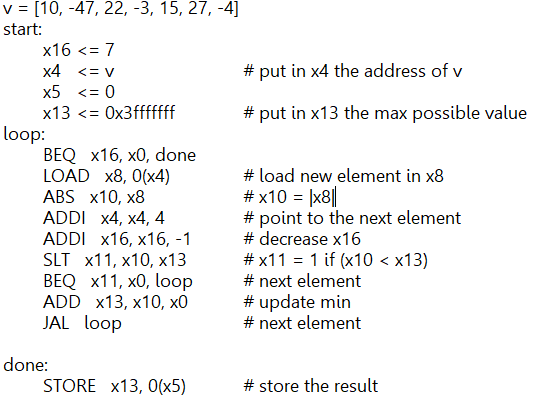 v = [10, -47, 22, -3, 15, 27, -4]
start:
x16 <= 7
x4 <= v # put in x4 the address of v
x5 <= 0
x13 <= 0x3fffffff # put in x13 the max possible value
loop:
BEQ x16, x0, done
LOAD x8, 0(x4) # load new element in x8
ABS x10, x8 # x10 = |x8|
ADDI x4, x4, 4 # point to the next element
ADDI x16, x16, -1 # decrease x16
SLT x11, x10, x13 # x11 = 1 if (x10 < x13)
BEQ x11, x0, loop # next element
ADD x13, x10, x0 # update min
JAL loop # next element
done:
STORE x13, 0(x5) # store the result